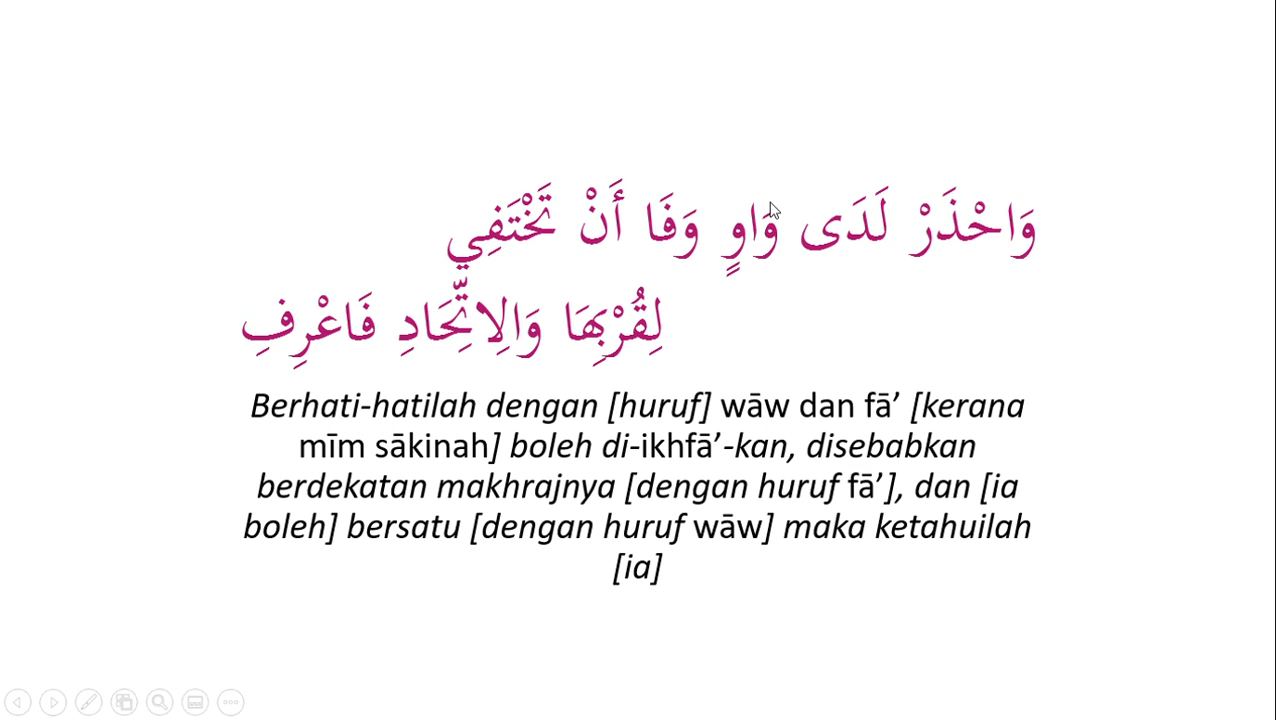 وَاحْذَرْ لَدَى وَاوٍ وَفَا أَنْ تَخْتَفِي
لِقُرْبِهَا وَالِاتِّحَادِ فَاعْرِفِ
Berhati-hatilah dengan [huruf] wāw dan fā’ [kerana
mīm sākinah] boleh di-ikhfā’-kan, disebabkan
berdekatan makhrajnya [dengan huruf fā’], dan [ia
boleh] bersatu [dengan huruf wāw] maka ketahuilah
[ia]